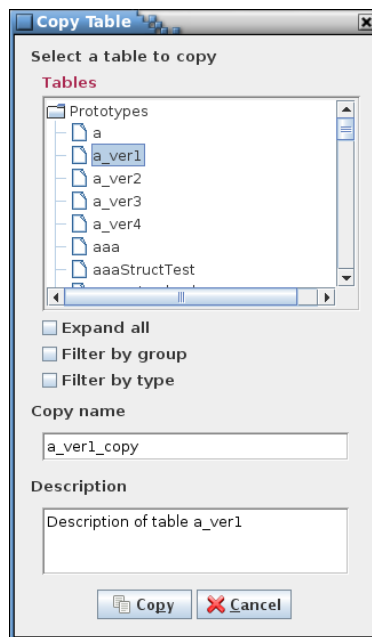 Copy Table
Select a table to copy
Tables
Prototypes
a
a_ver1
a_ver2
a_ver3
a_ver4
aaa
aaaStructTest
Expand all
Filter by group
Filter by type
Copy name
a_ver1_copy
Description
Description of table a_ver1
Copy
Cancel